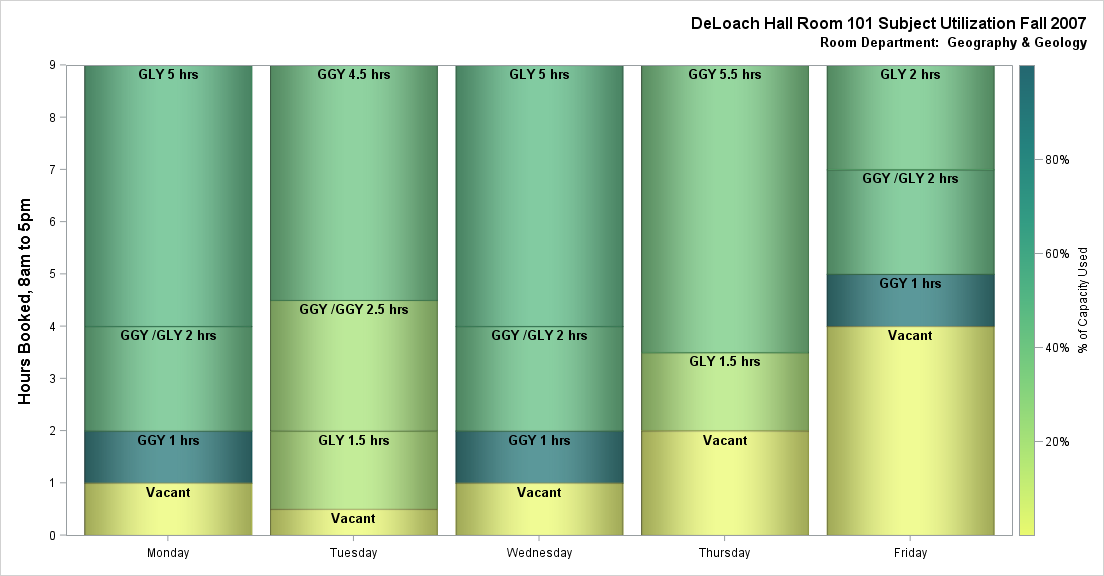 DeLoach Hall Room 101 Subject Utilization Fall 2007
Room Department:  Geography & Geology
Hours Booked, 8am to 5pm
9
8
7
6
5
4
3
2
1
0
GLY 5 hrs
GGY /GLY 2 hrs
GGY 1 hrs
Vacant
GGY 4.5 hrs
GGY /GGY 2.5 hrs
GLY 1.5 hrs
Vacant
GLY 5 hrs
GGY /GLY 2 hrs
GGY 1 hrs
Vacant
GGY 5.5 hrs
GLY 1.5 hrs
Vacant
GLY 2 hrs
GGY /GLY 2 hrs
GGY 1 hrs
Vacant
Monday
Tuesday
Wednesday
Thursday
Friday
80%
60%
40%
20%
% of Capacity Used